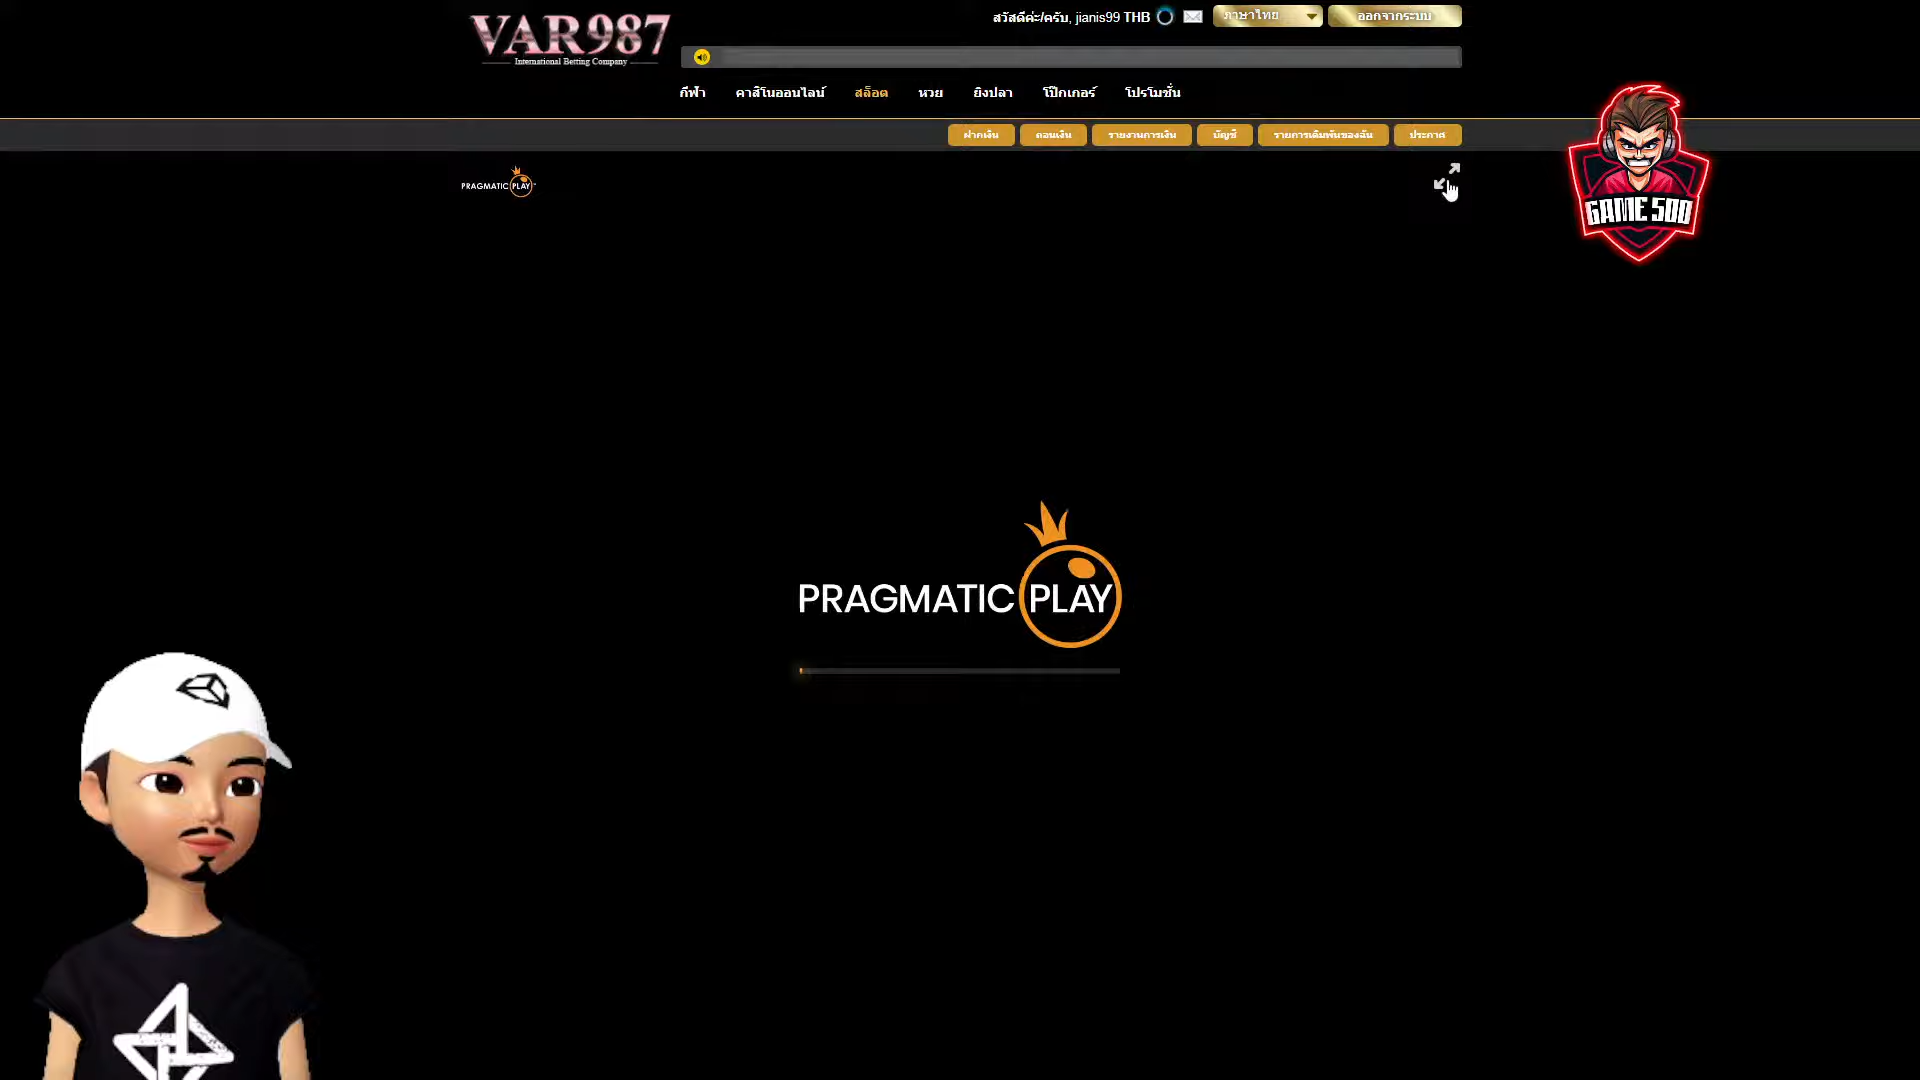 VAR987
International Betting Company
สวัสดีค่ะ/ครับ, jianis99 THB
ภาษาไทย
ออกจากระบบ
กีฬา คาสิโนออนไลน์ สล็อต หวย ยิงปลา โป๊กเกอร์ โปรโมชั่น
ฝากเงิน ถอนเงิน รายงานการเงิน บัญชี รายการเดิมพันของฉัน ประกาศ
PRAGMATIC PLAY
GAME 500
PRAGMATIC PLAY